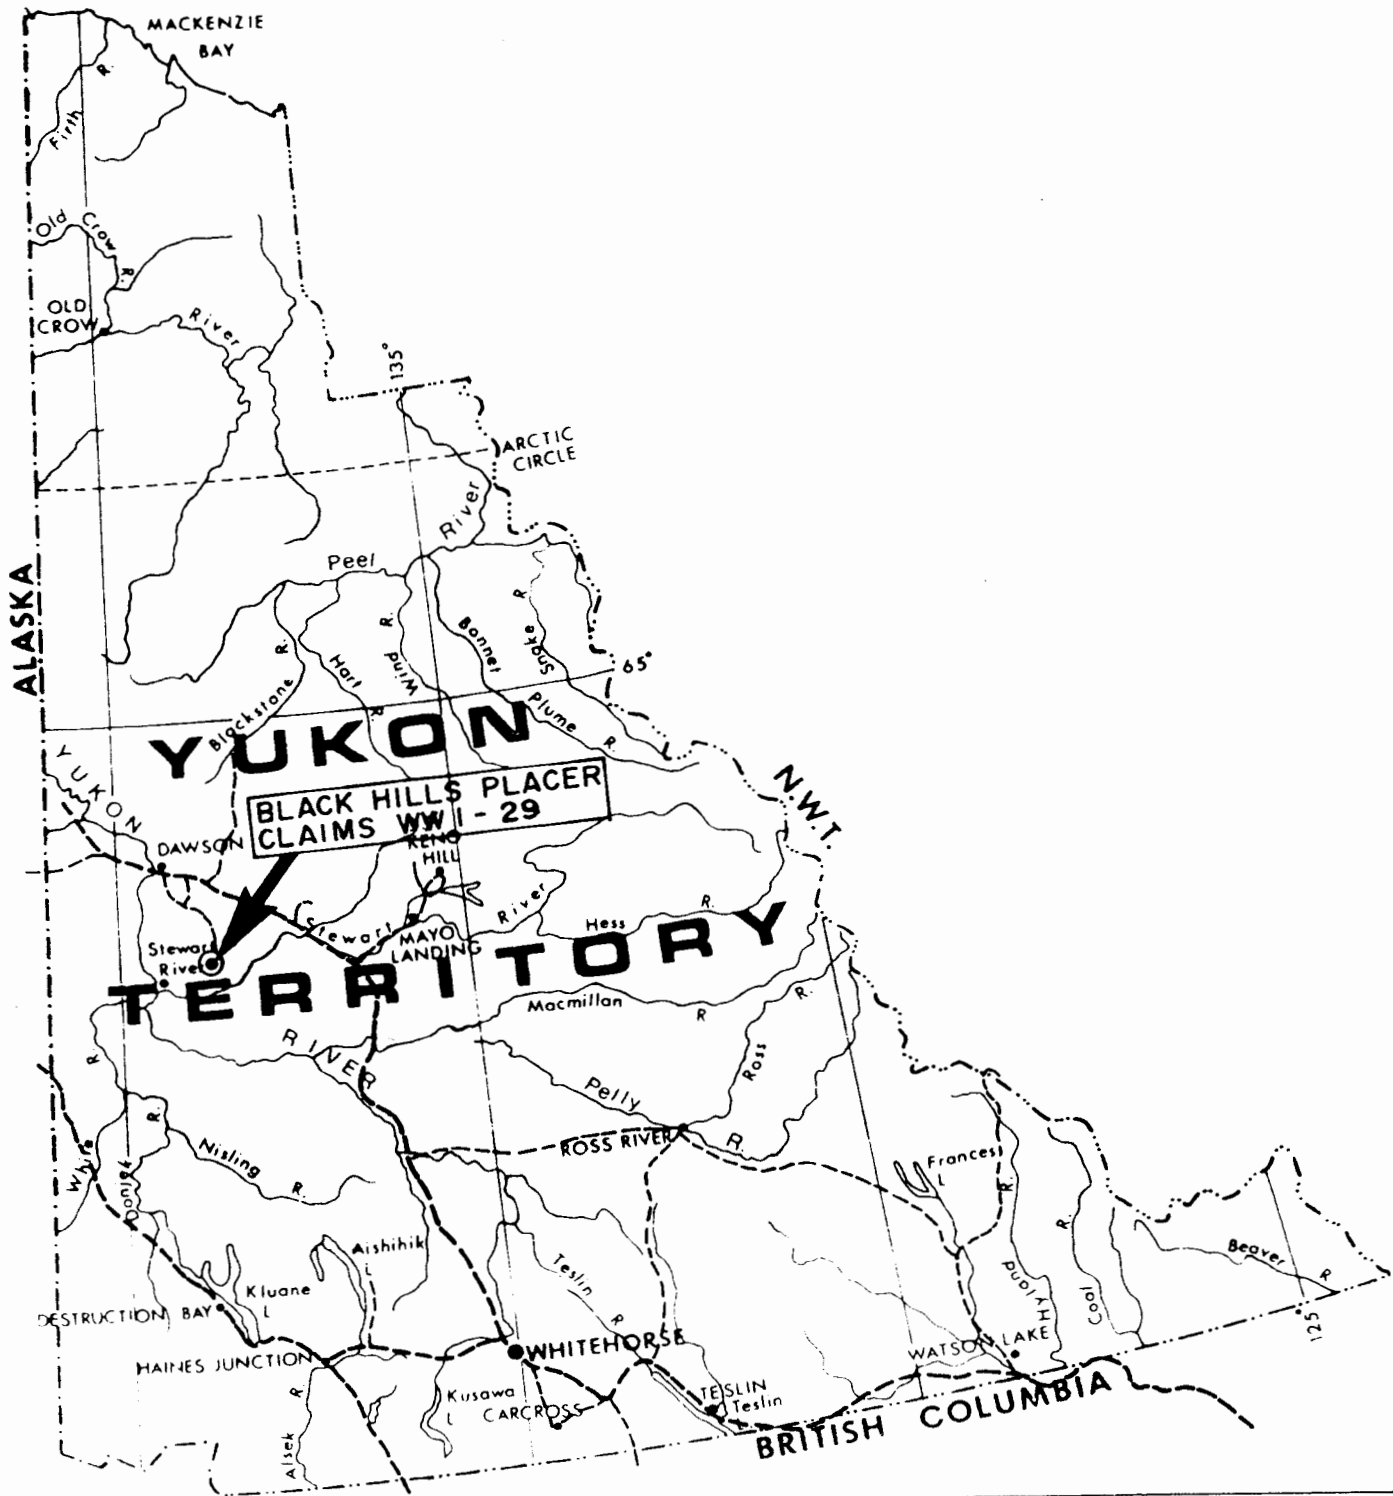 MACKENZIE
BAY
Firth R.
Old Crow R.
OLD
CROW
River
135°
ARCTIC
CIRCLE
River
Peel
ALASKA
Blackstone R.
Hart R.
Wind R.
Bonnet Plume R.
Snake R.
65°
YUKON
YUKON
BLACK HILLS PLACER
CLAIMS WW 1 - 29
N.W.T.
DAWSON
KENO
HILL
Stewart
River
Stewart
River
MAYO
LANDING
Hess R.
TERRITORY
Macmillan R
RIVER
R.
White
Donjek R.
Nisling R.
Pelly R.
Ross R.
ROSS RIVER
Frances
L
Aishihik
L
Kluane
L
Teslin R
Hyland R.
Coal R.
Beaver R
125°
DESTRUCTION BAY
HAINES JUNCTION
WHITEHORSE
WATSON LAKE
Kusawa
L
CARCROSS
TESLIN
Teslin
Alsek R.
BRITISH COLUMBIA